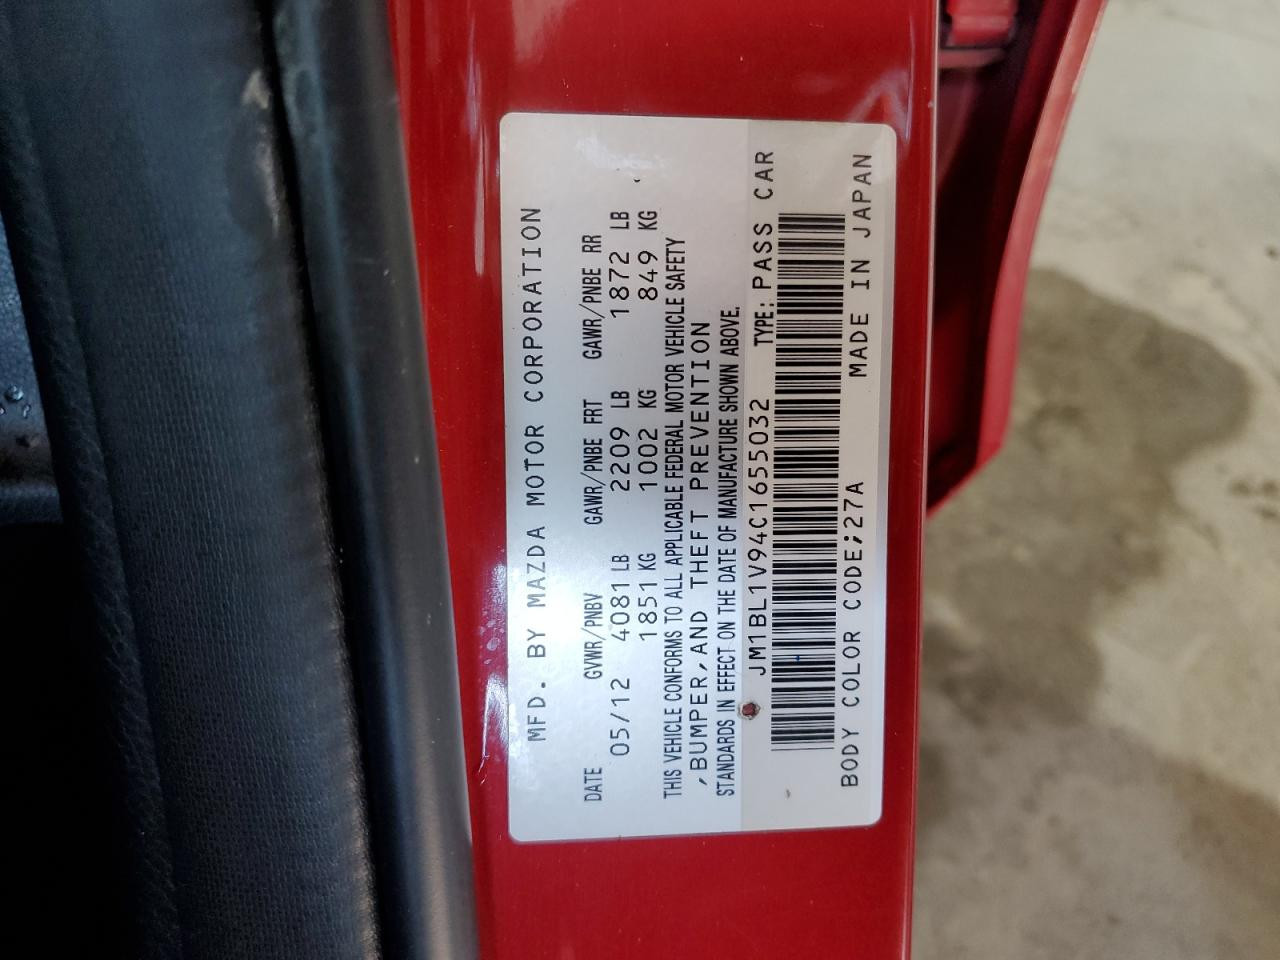 MFD. BY MAZDA MOTOR CORPORATION
DATE GVWR/PNBV GAWR/PNBE FRT GAWR/PNBE RR
05/12 4081 LB 2209 LB 1872 LB
1851 KG 1002 KG 849 KG
THIS VEHICLE CONFORMS TO ALL APPLICABLE FEDERAL MOTOR VEHICLE SAFETY
,BUMPER,AND THEFT PREVENTION
STANDARDS IN EFFECT ON THE DATE OF MANUFACTURE SHOWN ABOVE.
JM1BL1V94C1655032 TYPE: PASS CAR
BODY COLOR CODE;27A MADE IN JAPAN